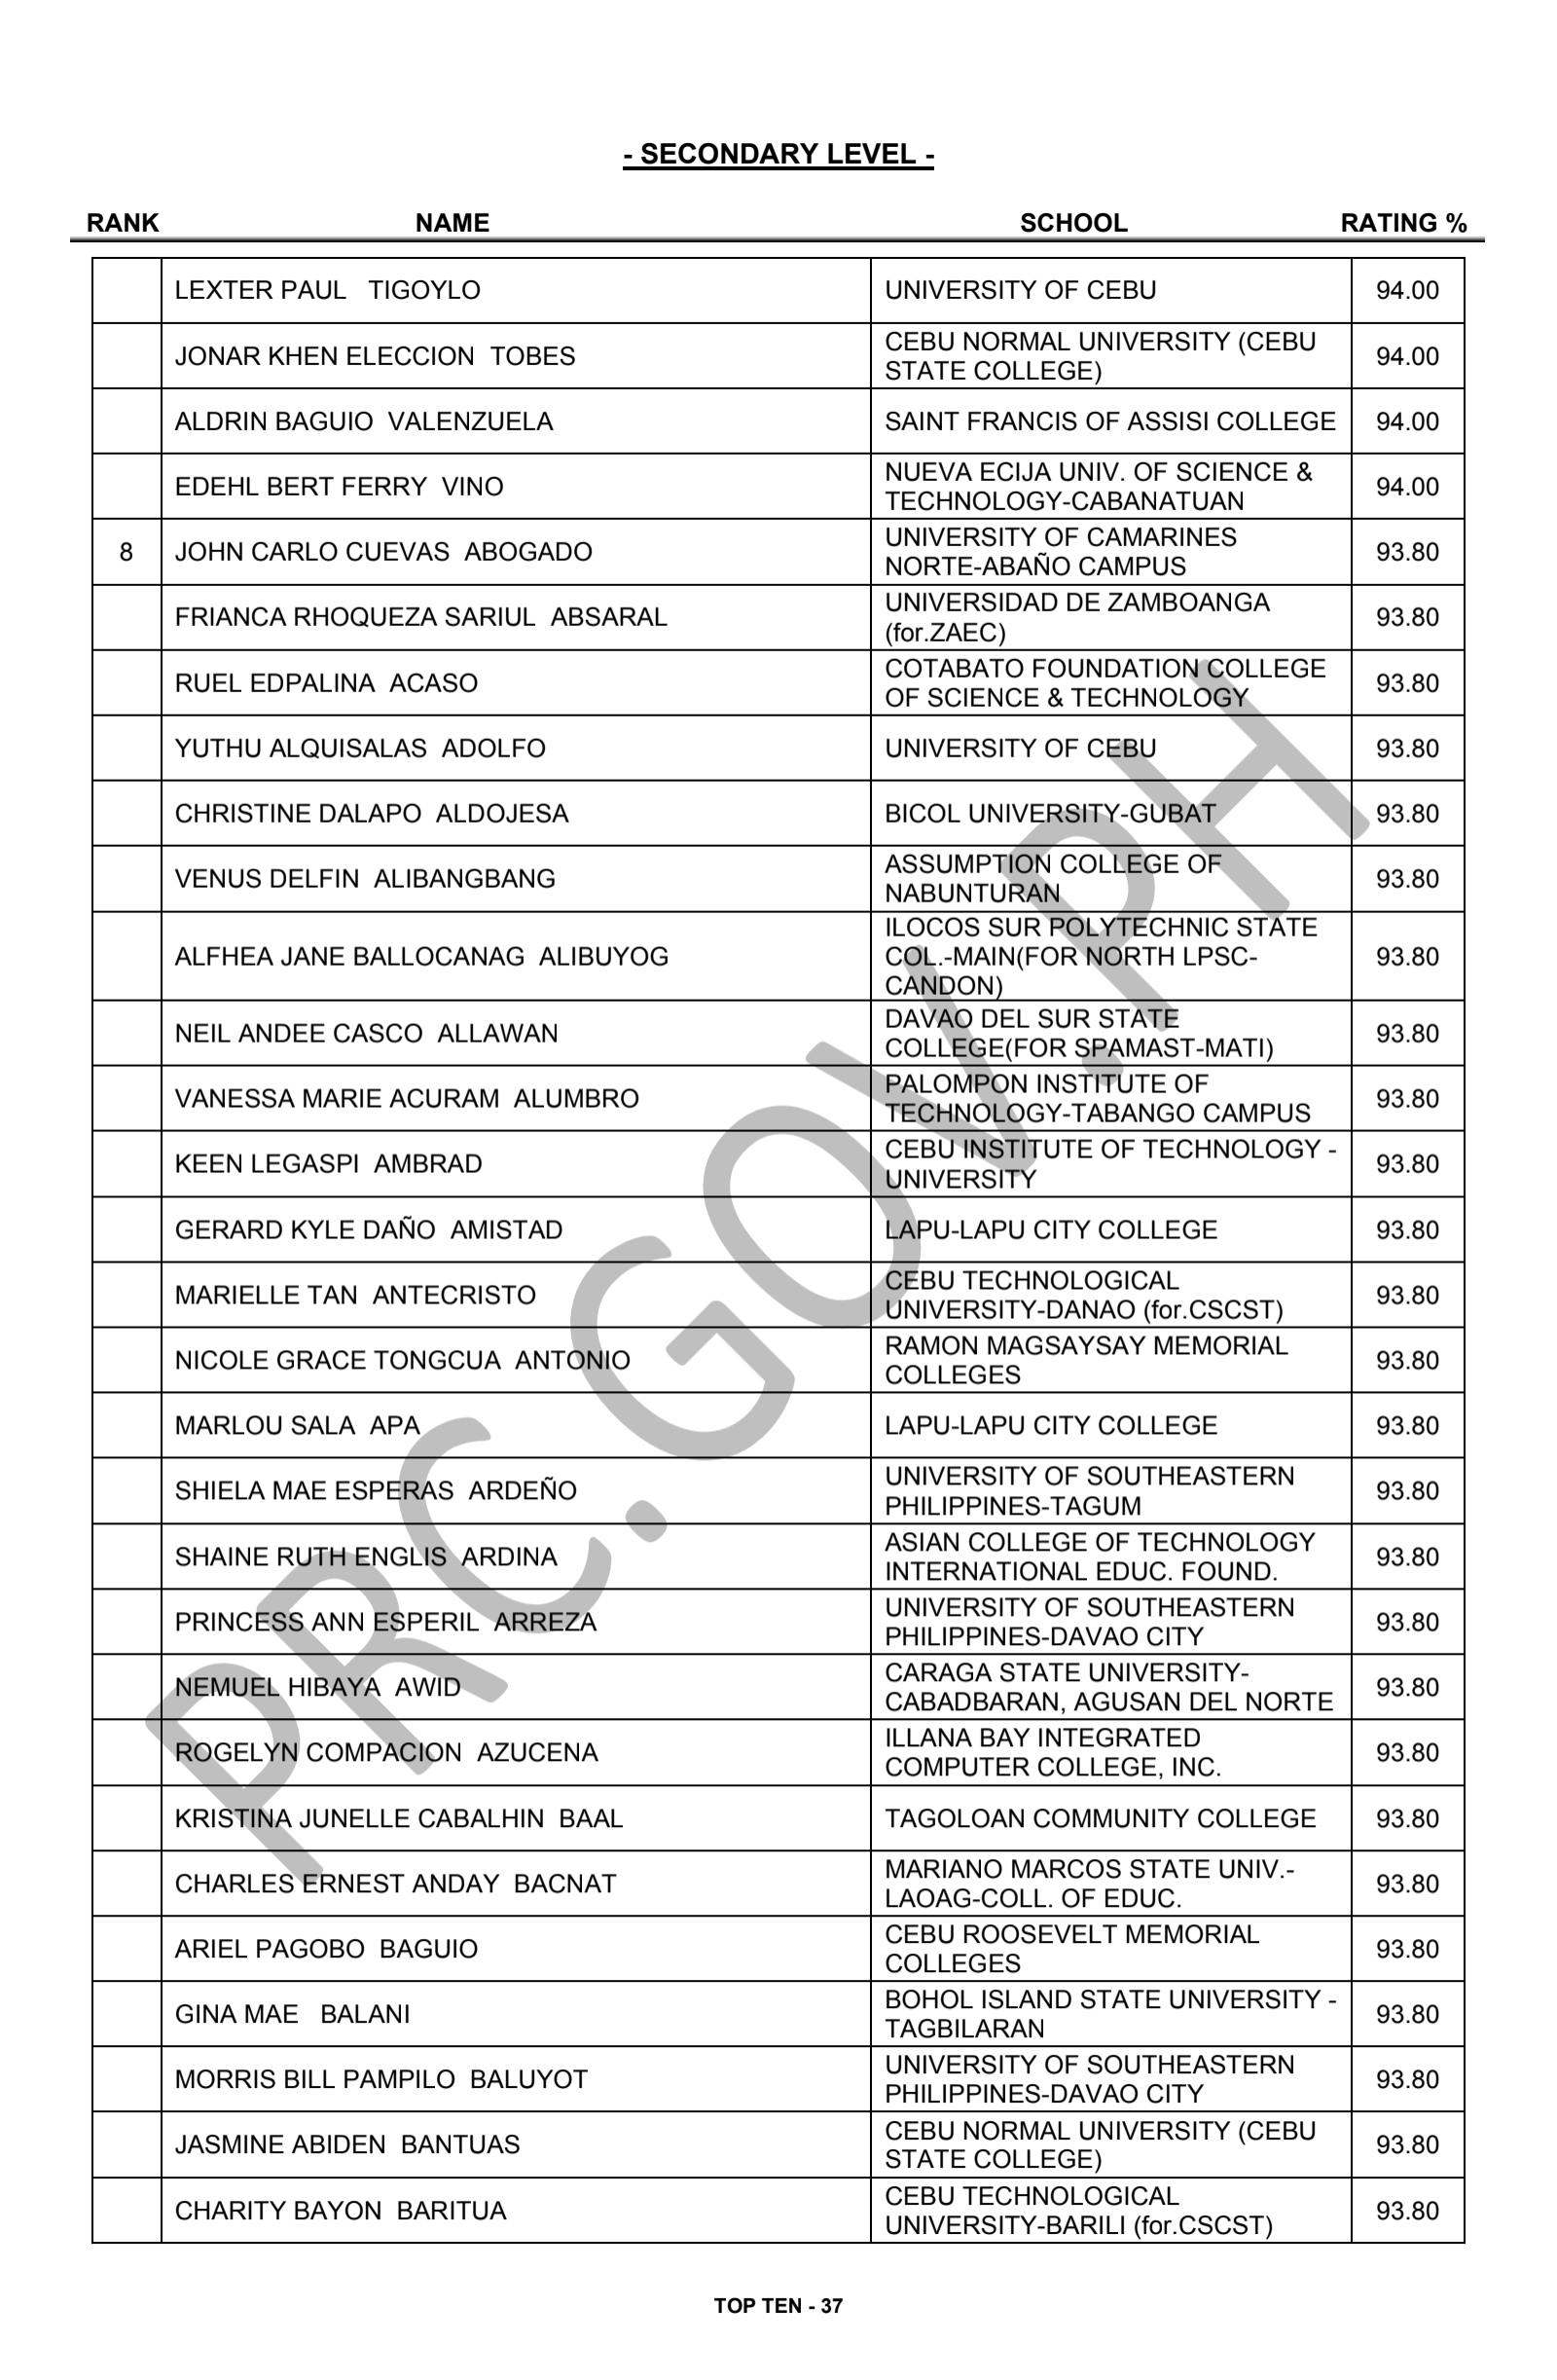 - SECONDARY LEVEL -
RANK NAME SCHOOL RATING %
LEXTER PAUL TIGOYLO UNIVERSITY OF CEBU 94.00
JONAR KHEN ELECCION TOBES CEBU NORMAL UNIVERSITY (CEBU
STATE COLLEGE) 94.00
ALDRIN BAGUIO VALENZUELA SAINT FRANCIS OF ASSISI COLLEGE 94.00
EDEHL BERT FERRY VINO NUEVA ECIJA UNIV. OF SCIENCE &
TECHNOLOGY-CABANATUAN 94.00
8 JOHN CARLO CUEVAS ABOGADO UNIVERSITY OF CAMARINES
NORTE-ABAÑO CAMPUS 93.80
FRIANCA RHOQUEZA SARIUL ABSARAL UNIVERSIDAD DE ZAMBOANGA
(for.ZAEC) 93.80
RUEL EDPALINA ACASO COTABATO FOUNDATION COLLEGE
OF SCIENCE & TECHNOLOGY 93.80
YUTHU ALQUISALAS ADOLFO UNIVERSITY OF CEBU 93.80
CHRISTINE DALAPO ALDOJESA BICOL UNIVERSITY-GUBAT 93.80
VENUS DELFIN ALIBANGBANG ASSUMPTION COLLEGE OF
NABUNTURAN 93.80
ALFHEA JANE BALLOCANAG ALIBUYOG ILOCOS SUR POLYTECHNIC STATE
COL.-MAIN(FOR NORTH LPSC-
CANDON) 93.80
NEIL ANDEE CASCO ALLAWAN DAVAO DEL SUR STATE
COLLEGE(FOR SPAMAST-MATI) 93.80
VANESSA MARIE ACURAM ALUMBRO PALOMPON INSTITUTE OF
TECHNOLOGY-TABANGO CAMPUS 93.80
KEEN LEGASPI AMBRAD CEBU INSTITUTE OF TECHNOLOGY -
UNIVERSITY 93.80
GERARD KYLE DAÑO AMISTAD LAPU-LAPU CITY COLLEGE 93.80
MARIELLE TAN ANTECRISTO CEBU TECHNOLOGICAL
UNIVERSITY-DANAO (for.CSCST) 93.80
NICOLE GRACE TONGCUA ANTONIO RAMON MAGSAYSAY MEMORIAL
COLLEGES 93.80
MARLOU SALA APA LAPU-LAPU CITY COLLEGE 93.80
SHIELA MAE ESPERAS ARDEÑO UNIVERSITY OF SOUTHEASTERN
PHILIPPINES-TAGUM 93.80
SHAINE RUTH ENGLIS ARDINA ASIAN COLLEGE OF TECHNOLOGY
INTERNATIONAL EDUC. FOUND. 93.80
PRINCESS ANN ESPERIL ARREZA UNIVERSITY OF SOUTHEASTERN
PHILIPPINES-DAVAO CITY 93.80
NEMUEL HIBAYA AWID CARAGA STATE UNIVERSITY-
CABADBARAN, AGUSAN DEL NORTE 93.80
ROGELYN COMPACION AZUCENA ILLANA BAY INTEGRATED
COMPUTER COLLEGE, INC. 93.80
KRISTINA JUNELLE CABALHIN BAAL TAGOLOAN COMMUNITY COLLEGE 93.80
CHARLES ERNEST ANDAY BACNAT MARIANO MARCOS STATE UNIV.-
LAOAG-COLL. OF EDUC. 93.80
ARIEL PAGOBO BAGUIO CEBU ROOSEVELT MEMORIAL
COLLEGES 93.80
GINA MAE BALANI BOHOL ISLAND STATE UNIVERSITY -
TAGBILARAN 93.80
MORRIS BILL PAMPILO BALUYOT UNIVERSITY OF SOUTHEASTERN
PHILIPPINES-DAVAO CITY 93.80
JASMINE ABIDEN BANTUAS CEBU NORMAL UNIVERSITY (CEBU
STATE COLLEGE) 93.80
CHARITY BAYON BARITUA CEBU TECHNOLOGICAL
UNIVERSITY-BARILI (for.CSCST) 93.80
PRC.GOV.PH
TOP TEN - 37